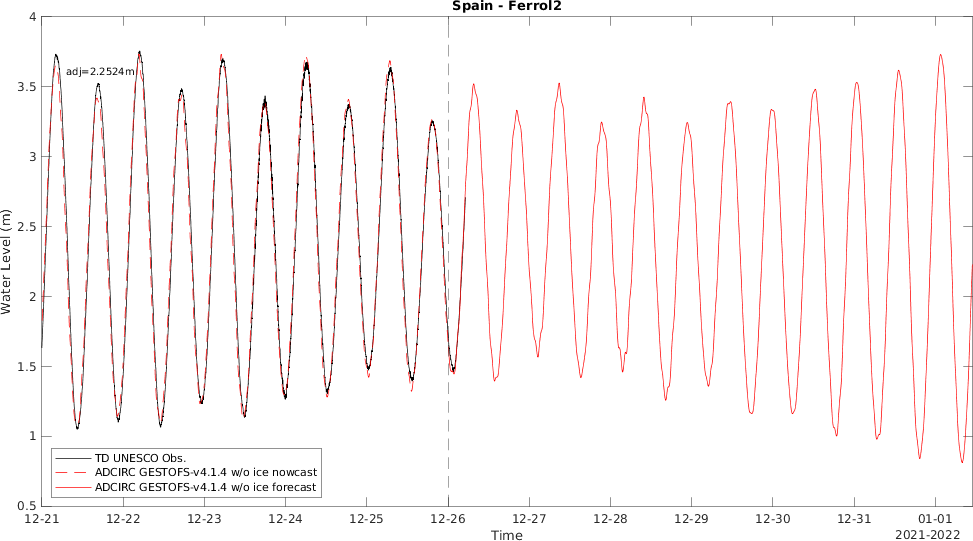 Spain - Ferrol2
4
3.5
3
2.5
2
1.5
1
0.5
Water Level (m)
adj=2.2524m
TD UNESCO Obs.
ADCIRC GESTOFS-v4.1.4 w/o ice nowcast
ADCIRC GESTOFS-v4.1.4 w/o ice forecast
12-21 12-22 12-23 12-24 12-25 12-26 12-27 12-28 12-29 12-30 12-31 01-01
Time
2021-2022